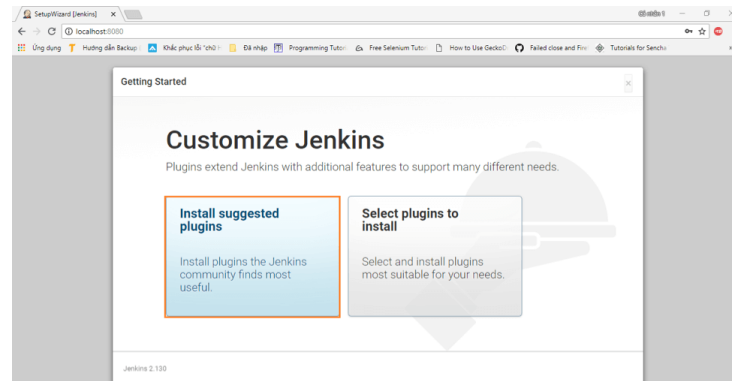 SetupWizard [Jenkins]
localhost:8080
Ứng dụng
Hướng dẫn Backup
Khắc phục lỗi "chữ
Đã nhập
Programming Tutor
Free Selenium Tutor
How to Use GeckoD
Failed close and Fire
Tutorials for Sencha
Getting Started
Customize Jenkins
Plugins extend Jenkins with additional features to support many different needs.
Install suggested
plugins
Install plugins the Jenkins
community finds most
useful.
Select plugins to
install
Select and install plugins
most suitable for your needs.
Jenkins 2.130